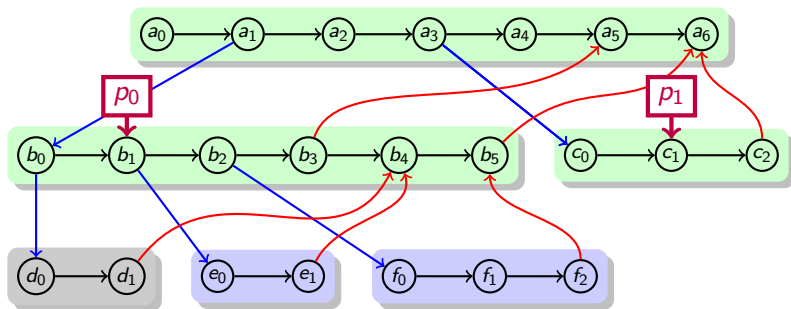 a₀ a₁ a₂ a₃ a₄ a₅ a₆
p₀ p₁
b₀ b₁ b₂ b₃ b₄ b₅ c₀ c₁ c₂
d₀ d₁ e₀ e₁ f₀ f₁ f₂